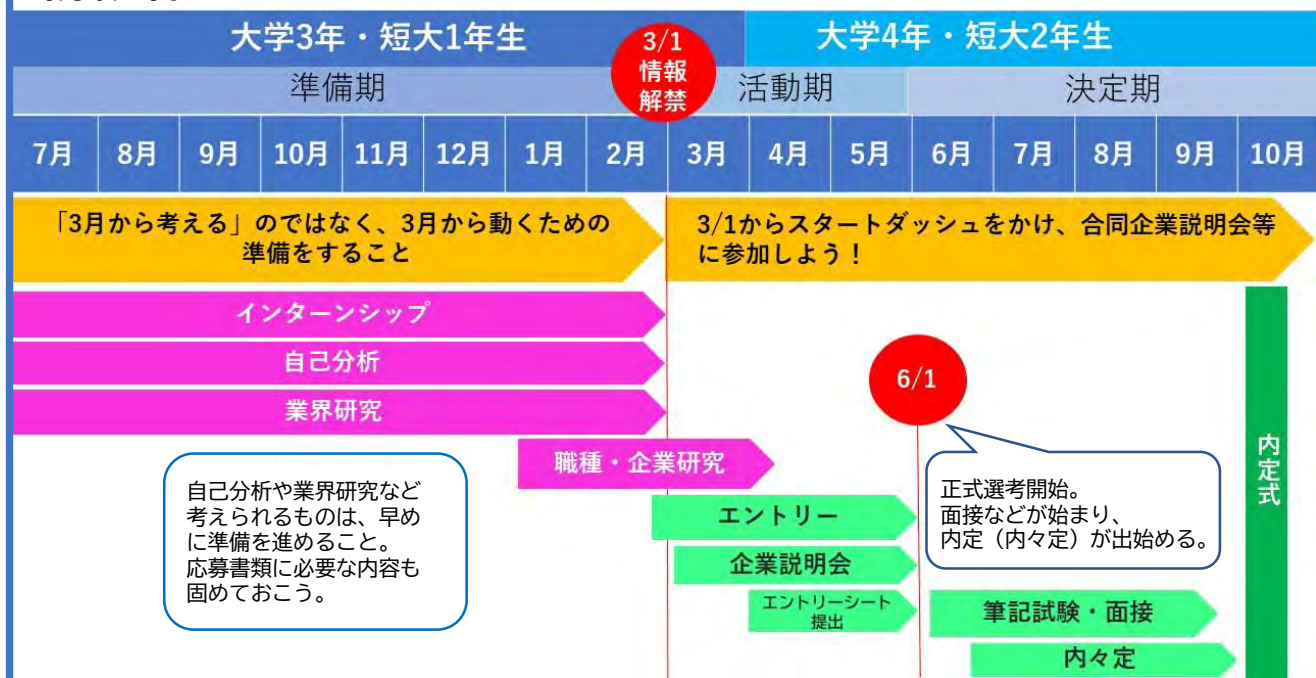 大学3年・短大1年生
3/1
情報
解禁
大学4年・短大2年生
準備期
活動期
決定期
7月
8月
9月
10月
11月
12月
1月
2月
3月
4月
5月
6月
7月
8月
9月
10月
「3月から考える」のではなく、3月から動くための
準備をすること
3/1からスタートダッシュをかけ、合同企業説明会等
に参加しよう！
インターンシップ
自己分析
業界研究
職種・企業研究
6/1
自己分析や業界研究など
考えられるものは、早め
に準備を進めること。
応募書類に必要な内容も
固めておこう。
エントリー
企業説明会
エントリーシート
提出
正式選考開始。
面接などが始まり、
内定（内々定）が出始める。
筆記試験・面接
内々定
内定式